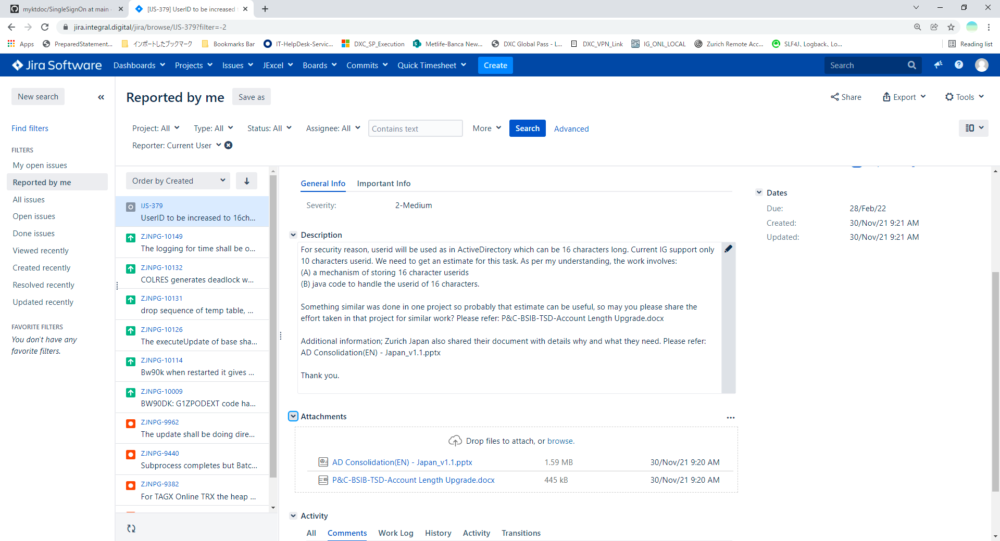 myktdoc/SingleSignOn at main
[IJS-379] UserID to be increased
jira.integral.digital/jira/browse/IJS-379?filter=-2
Apps
PreparedStatement...
インポートしたブックマーク
Bookmarks Bar
IT-HelpDesk-Servic...
DXC_SP_Execution
Metlife-Banca New...
DXC Global Pass - L...
DXC_VPN_Link
IG_ONL_LOCAL
Zurich Remote Acc...
SLF4J、Logback、Lo...
Reading list
Jira Software
Dashboards
Projects
Issues
JExcel
Boards
Commits
Quick Timesheet
Create
Search
New search
«
Reported by me
Save as
Share
Export
Tools
Find filters
Project: All
Type: All
Status: All
Assignee: All
Contains text
More
Search
Advanced
Reporter: Current User
FILTERS
My open issues
Reported by me
All issues
Open issues
Done issues
Viewed recently
Created recently
Resolved recently
Updated recently
FAVORITE FILTERS
You don't have any
favorite filters.
Order by Created
IJS-379
UserID to be increased to 16ch...
ZJNPG-10149
The logging for time shall be o...
ZJNPG-10132
COLRES generates deadlock w...
ZJNPG-10131
drop sequence of temp table, ...
ZJNPG-10126
The executeUpdate of base sha...
ZJNPG-10114
Bw90k when restarted it gives ...
ZJNPG-10009
BW90DK: G1ZPODEXT code ha...
ZJNPG-9962
The update shall be doing dire...
ZJNPG-9440
Subprocess completes but Batc...
ZJNPG-9382
For TAGX Online TRX the heap ...
General Info
Important Info
Severity:
2-Medium
Description
For security reason, userid will be used as in ActiveDirectory which can be 16 characters long. Current IG support only
10 characters userid. We need to get an estimate for this task. As per my understanding, the work involves:
(A) a mechanism of storing 16 character userids
(B) java code to handle the userid of 16 characters.
Something similar was done in one project so probably that estimate can be useful, so may you please share the
effort taken in that project for similar work? Please refer: P&C-BSIB-TSD-Account Length Upgrade.docx
Additional information; Zurich Japan also shared their document with details why and what they need. Please refer:
AD Consolidation(EN) - Japan_v1.1.pptx
Thank you.
Attachments
Drop files to attach, or browse.
AD Consolidation(EN) - Japan_v1.1.pptx
1.59 MB
30/Nov/21 9:20 AM
P&C-BSIB-TSD-Account Length Upgrade.docx
445 kB
30/Nov/21 9:20 AM
Activity
All
Comments
Work Log
History
Activity
Transitions
Dates
Due:
28/Feb/22
Created:
30/Nov/21 9:21 AM
Updated:
30/Nov/21 9:21 AM